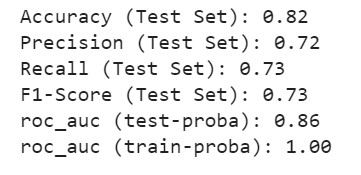 Accuracy (Test Set): 0.82
Precision (Test Set): 0.72
Recall (Test Set): 0.73
F1-Score (Test Set): 0.73
roc_auc (test-proba): 0.86
roc_auc (train-proba): 1.00